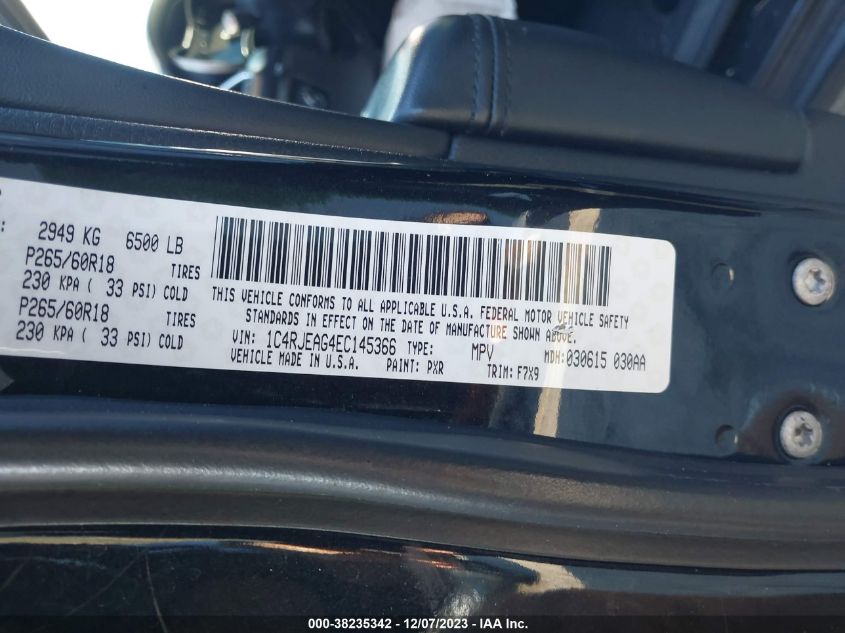 2949 KG 6500 LB
P265/60R18 TIRES
230 KPA ( 33 PSI) COLD
P265/60R18 TIRES
230 KPA ( 33 PSI) COLD
THIS VEHICLE CONFORMS TO ALL APPLICABLE U.S.A. FEDERAL MOTOR VEHICLE SAFETY
STANDARDS IN EFFECT ON THE DATE OF MANUFACTURE SHOWN ABOVE.
VIN: 1C4RJEAG4EC145366 TYPE: MPV MDH:030615 030AA
VEHICLE MADE IN U.S.A. PAINT: PXR TRIM: F7X9
000-38235342 - 12/07/2023 - IAA Inc.